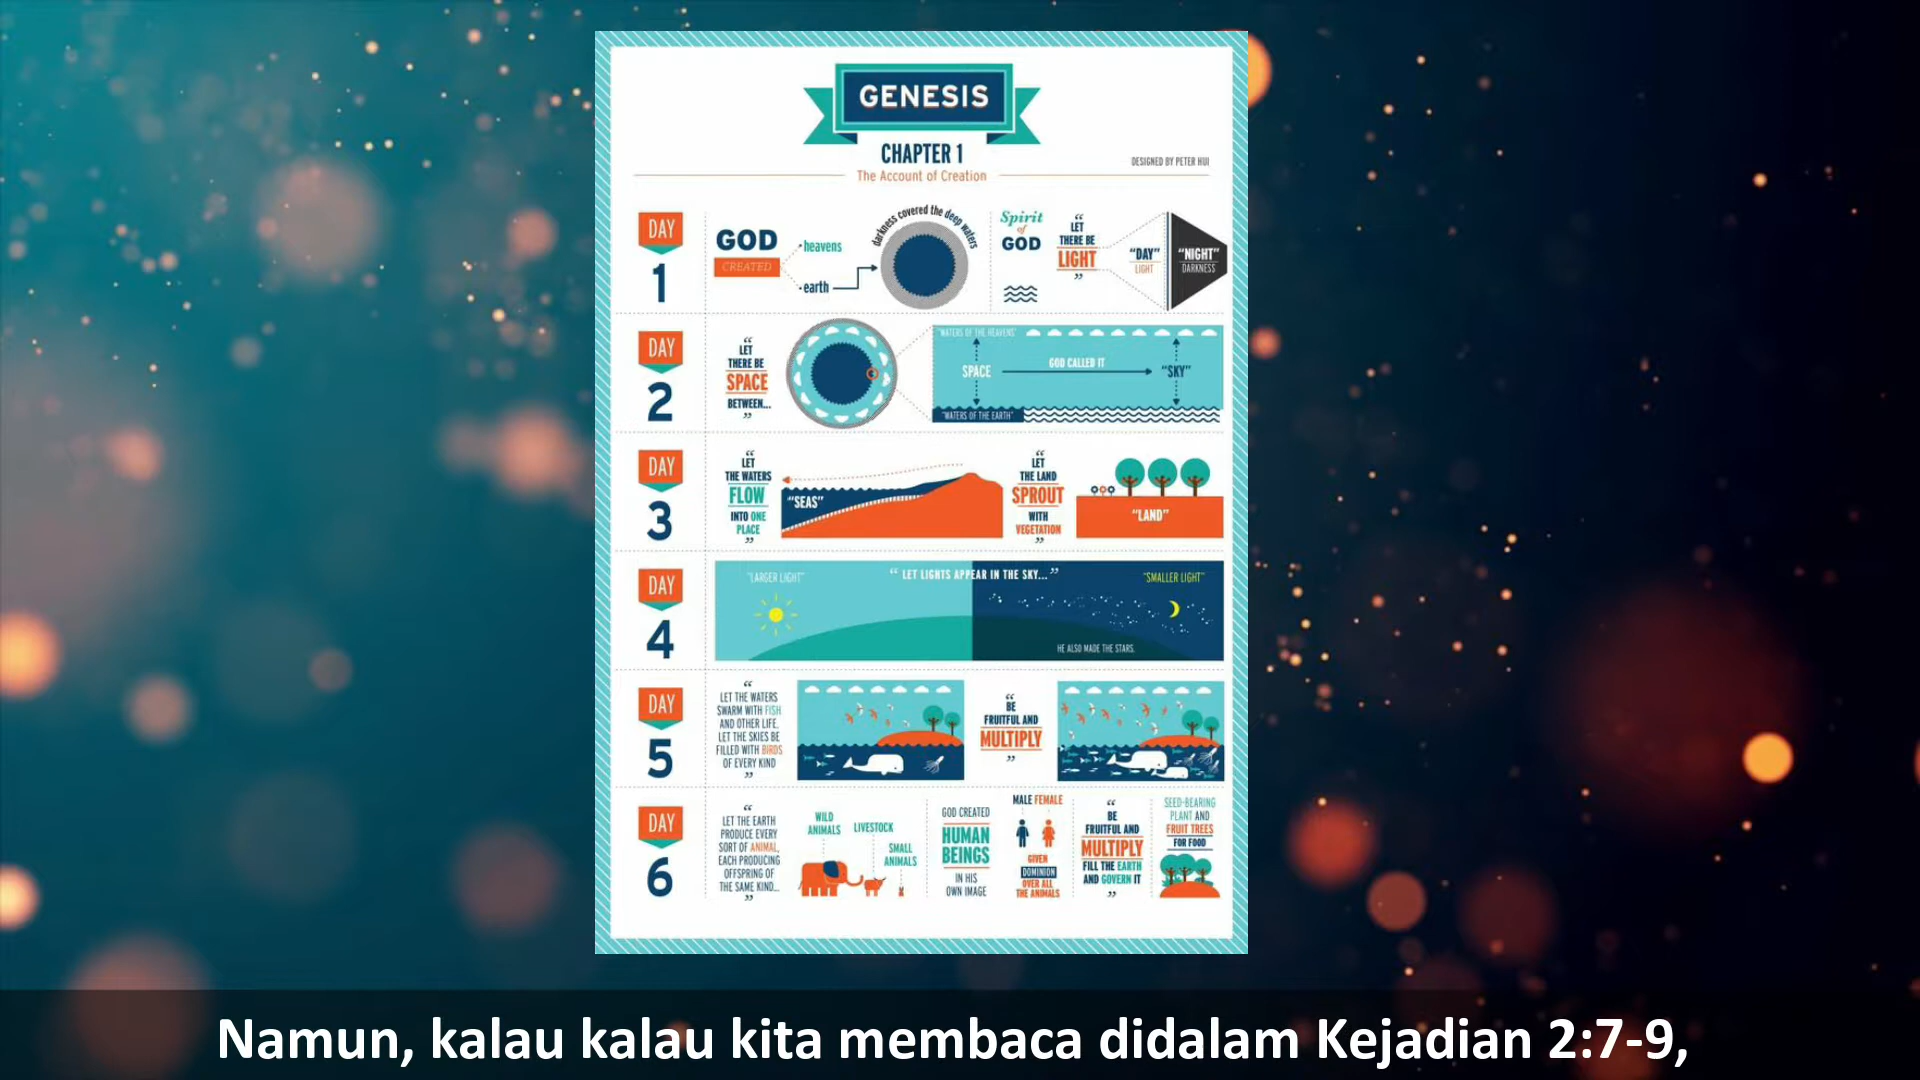 GENESIS
CHAPTER 1
DESIGNED BY PETER HUI
The Account of Creation
DAY
1
GOD
CREATED
heavens
earth
darkness covered the deep waters
Spirit
of
GOD
“
LET
THERE BE
LIGHT
”
“DAY”
LIGHT
“NIGHT”
DARKNESS
DAY
2
“
LET
THERE BE
SPACE
BETWEEN...
”
“WATERS OF THE HEAVENS”
SPACE
GOD CALLED IT
“SKY”
“WATERS OF THE EARTH”
DAY
3
“
LET
THE WATERS
FLOW
INTO ONE
PLACE
”
“SEAS”
“
LET
THE LAND
SPROUT
WITH
VEGETATION
”
“LAND”
DAY
4
“LARGER LIGHT”
“ LET LIGHTS APPEAR IN THE SKY... ”
“SMALLER LIGHT”
HE ALSO MADE THE STARS.
DAY
5
“
LET THE WATERS
SWARM WITH FISH
AND OTHER LIFE.
LET THE SKIES BE
FILLED WITH BIRDS
OF EVERY KIND
”
“
BE
FRUITFUL AND
MULTIPLY
”
DAY
6
“
LET THE EARTH
PRODUCE EVERY
SORT OF ANIMAL,
EACH PRODUCING
OFFSPRING OF
THE SAME KIND...
”
WILD
ANIMALS
LIVESTOCK
SMALL
ANIMALS
GOD CREATED
HUMAN
BEINGS
IN HIS
OWN IMAGE
MALE FEMALE
GIVEN
DOMINION
OVER ALL
THE ANIMALS
“
BE
FRUITFUL AND
MULTIPLY
FILL THE EARTH
AND GOVERN IT
”
SEED-BEARING
PLANT AND
FRUIT TREES
FOR FOOD
Namun, kalau kalau kita membaca didalam Kejadian 2:7-9,